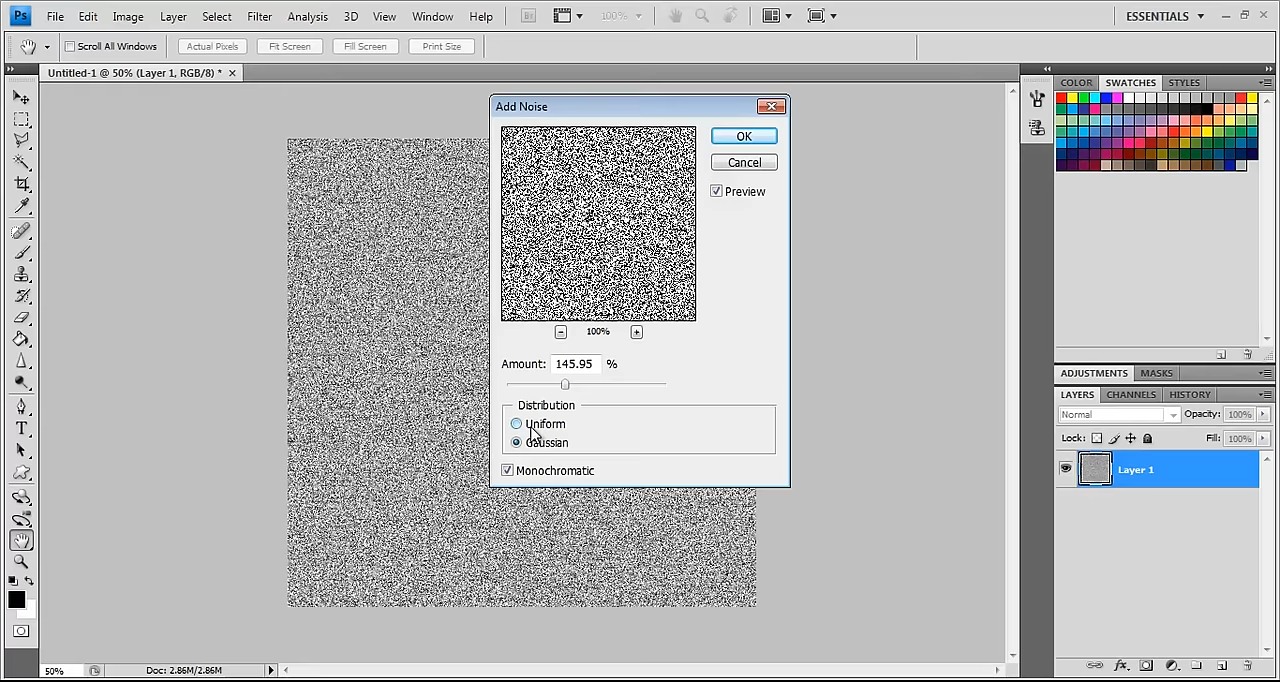 Ps File Edit Image Layer Select Filter Analysis 3D View Window Help Br 100% ESSENTIALS
Scroll All Windows Actual Pixels Fit Screen Fill Screen Print Size
Untitled-1 @ 50% (Layer 1, RGB/8) *
COLOR SWATCHES STYLES
Add Noise
OK
Cancel
Preview
100%
Amount: 145.95 %
Distribution
Uniform
Gaussian
Monochromatic
ADJUSTMENTS MASKS
LAYERS CHANNELS HISTORY
Normal Opacity: 100%
Lock: Fill: 100%
Layer 1
T
50% Doc: 2.86M/2.86M
fx